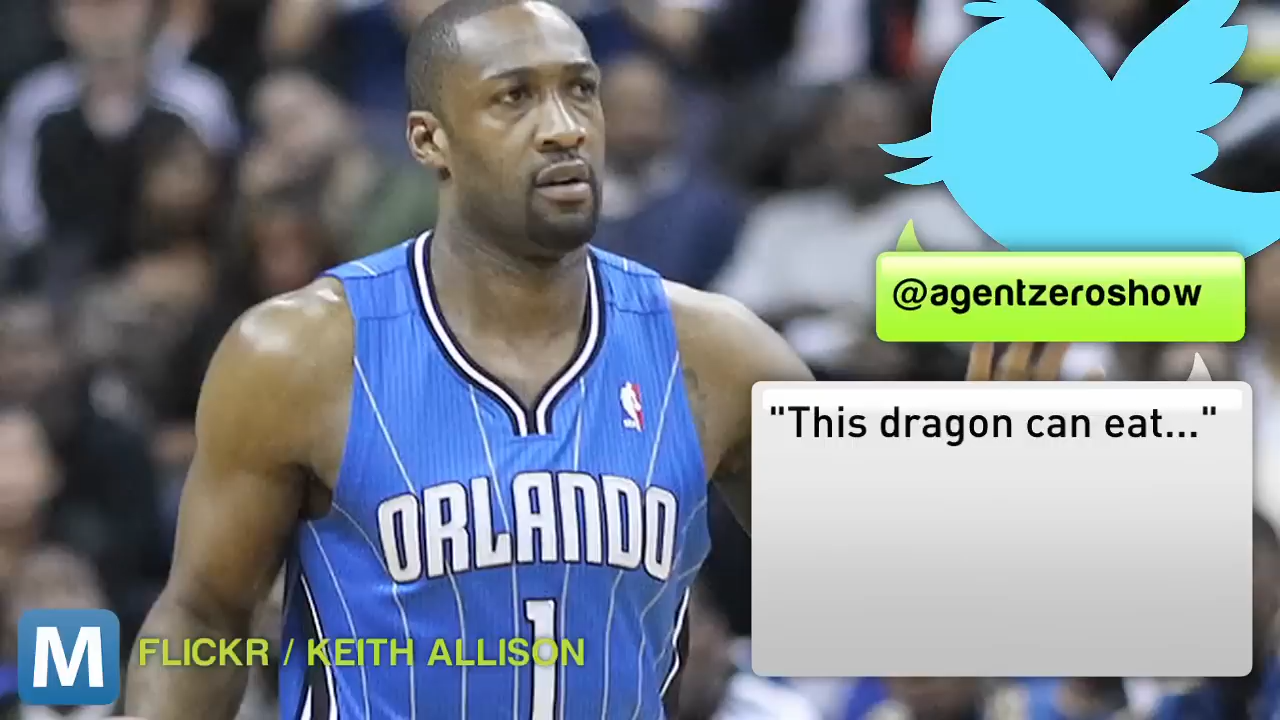 @agentzeroshow
"This dragon can eat..."
ORLANDO
1
M FLICKR / KEITH ALLISON